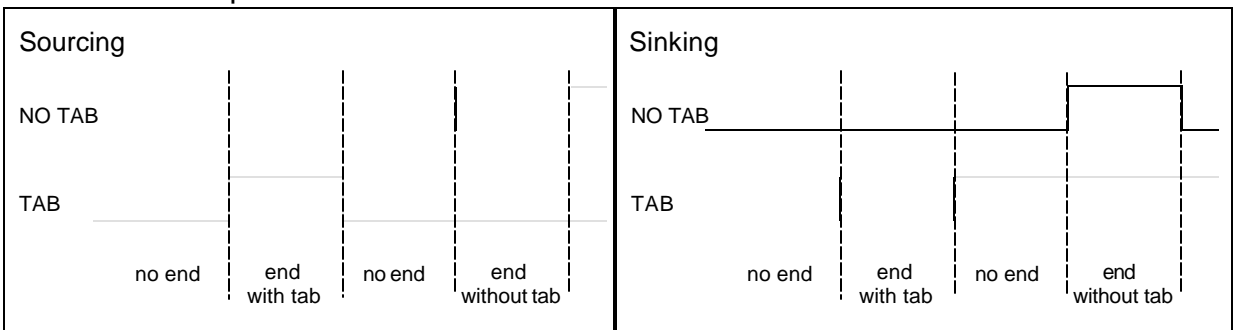 Sourcing
NO TAB
TAB
no end
end
with tab
no end
end
without tab
Sinking
NO TAB
TAB
no end
end
with tab
no end
end
without tab